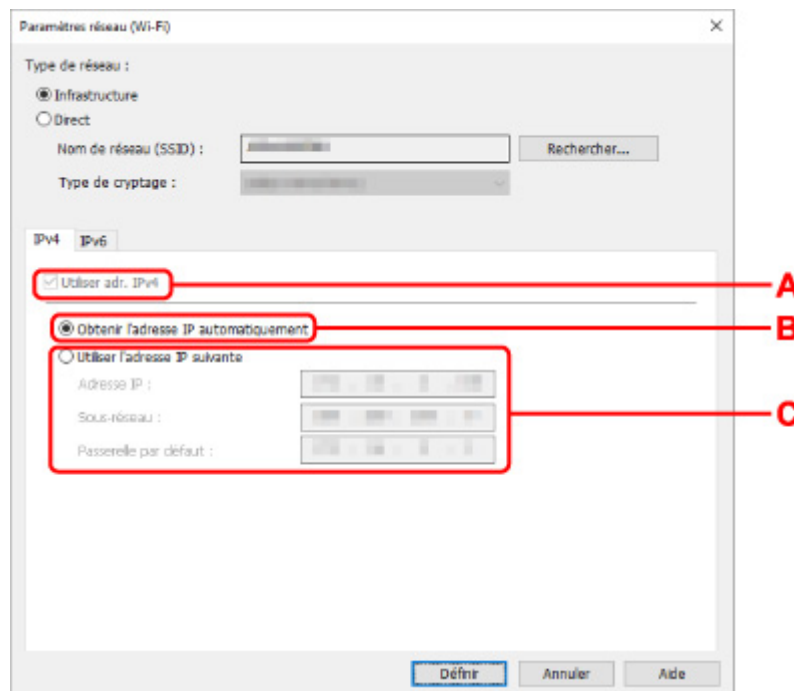 Paramètres réseau (Wi-Fi)
Type de réseau :
Infrastructure
Direct
Nom de réseau (SSID) :
Rechercher...
Type de cryptage :
IPv4 IPv6
Utiliser adr. IPv4
A
Obtenir l'adresse IP automatiquement
B
Utiliser l'adresse IP suivante
Adresse IP :
Sous-réseau :
C
Passerelle par défaut :
Définir Annuler Aide